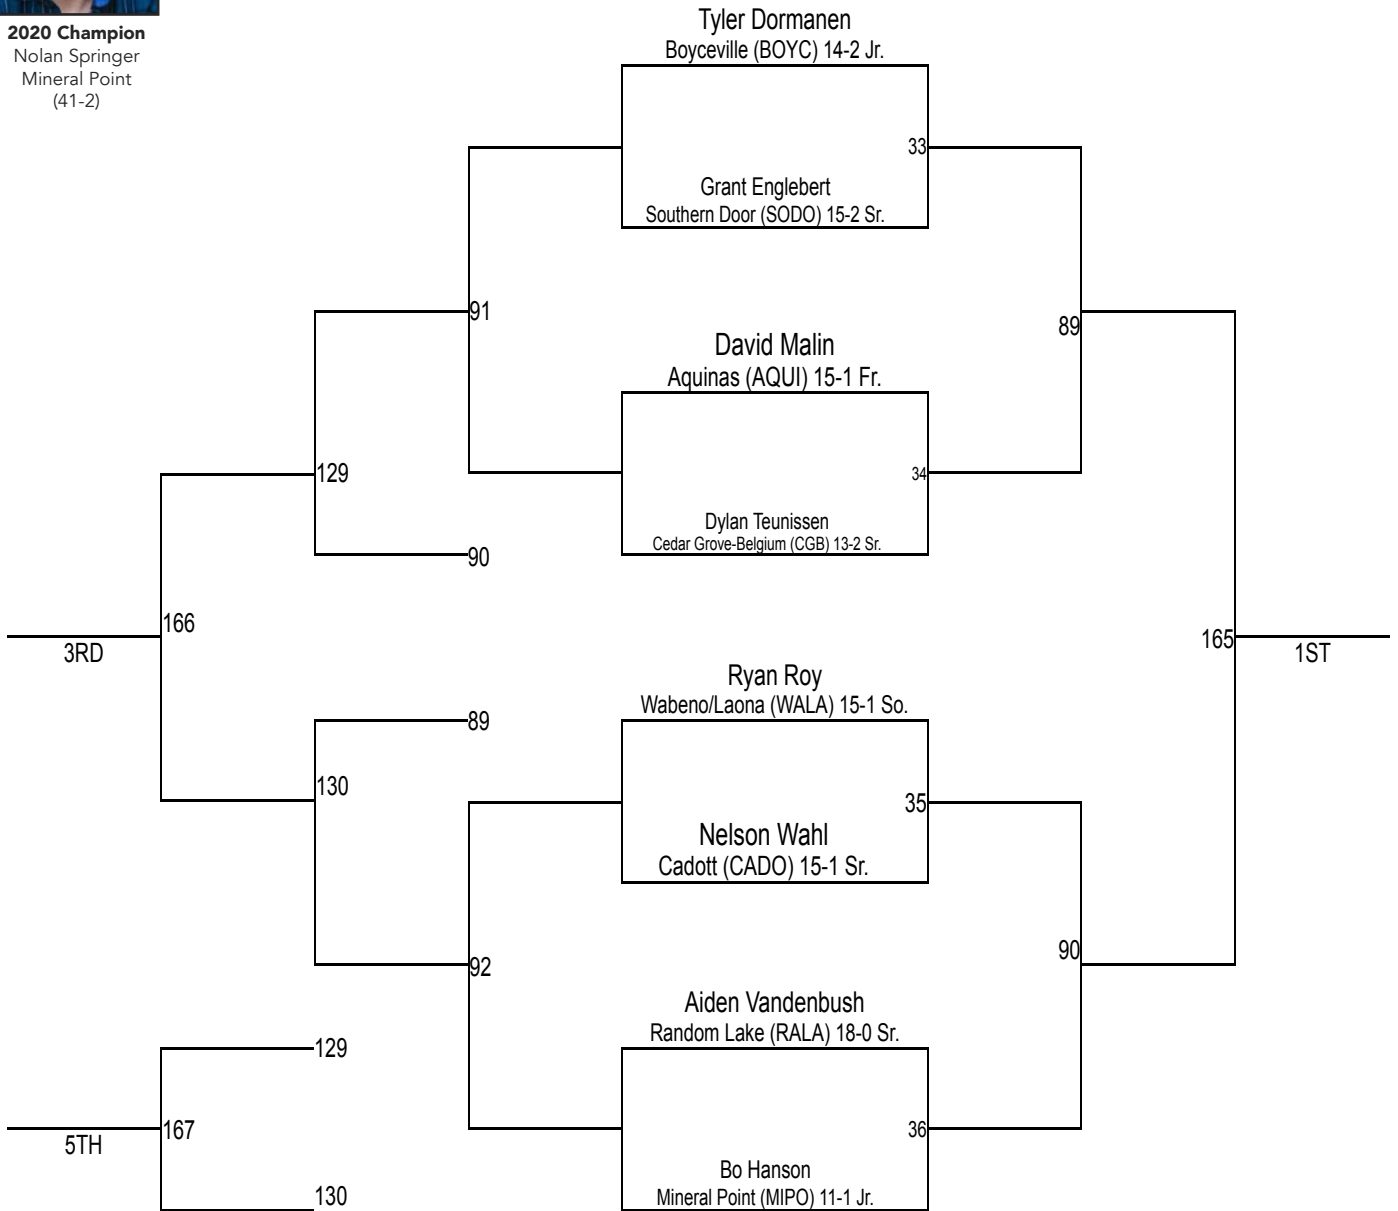 2020 Champion
Nolan Springer
Mineral Point
(41-2)
Tyler Dormanen
Boyceville (BOYC) 14-2 Jr.
33
Grant Englebert
Southern Door (SODO) 15-2 Sr.
91
89
David Malin
Aquinas (AQUI) 15-1 Fr.
129
34
Dylan Teunissen
Cedar Grove-Belgium (CGB) 13-2 Sr.
90
166
3RD
165
1ST
Ryan Roy
Wabeno/Laona (WALA) 15-1 So.
89
130
35
Nelson Wahl
Cadott (CADO) 15-1 Sr.
92
90
Aiden Vandenbush
Random Lake (RALA) 18-0 Sr.
129
167
5TH
36
Bo Hanson
Mineral Point (MIPO) 11-1 Jr.
130